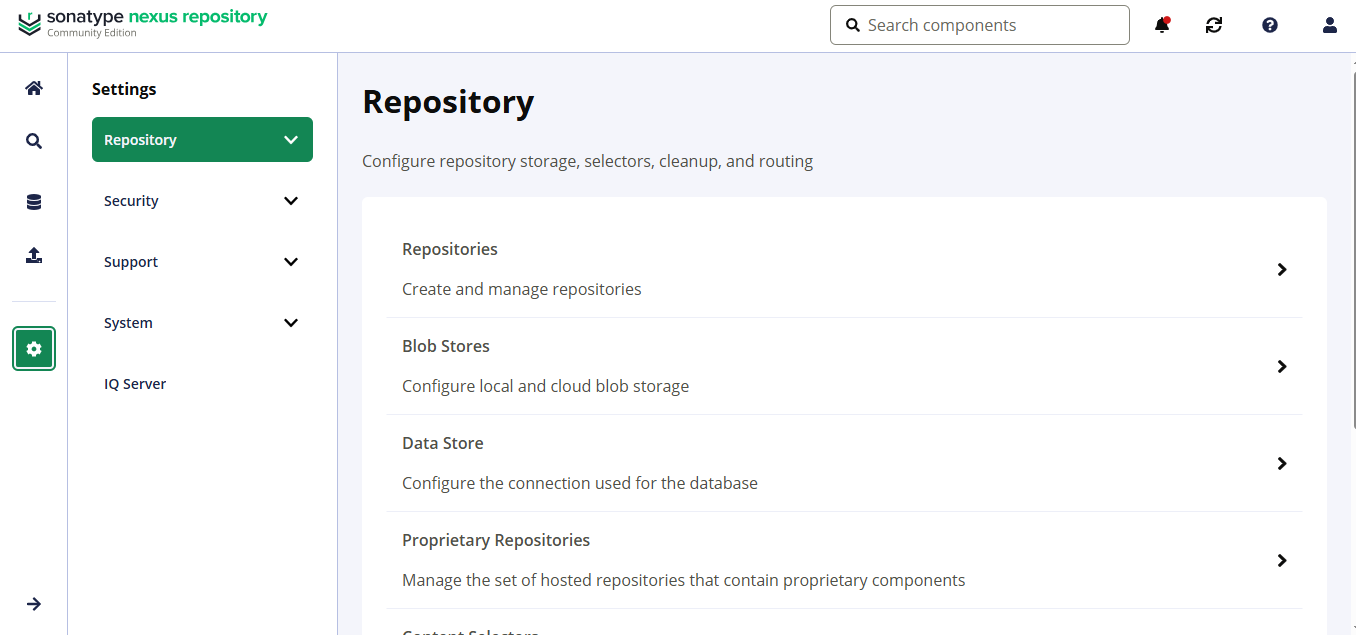 sonatype nexus repository
Community Edition
Search components
Settings
Repository
Security
Support
System
IQ Server
Repository
Configure repository storage, selectors, cleanup, and routing
Repositories
Create and manage repositories
Blob Stores
Configure local and cloud blob storage
Data Store
Configure the connection used for the database
Proprietary Repositories
Manage the set of hosted repositories that contain proprietary components
Content Selectors